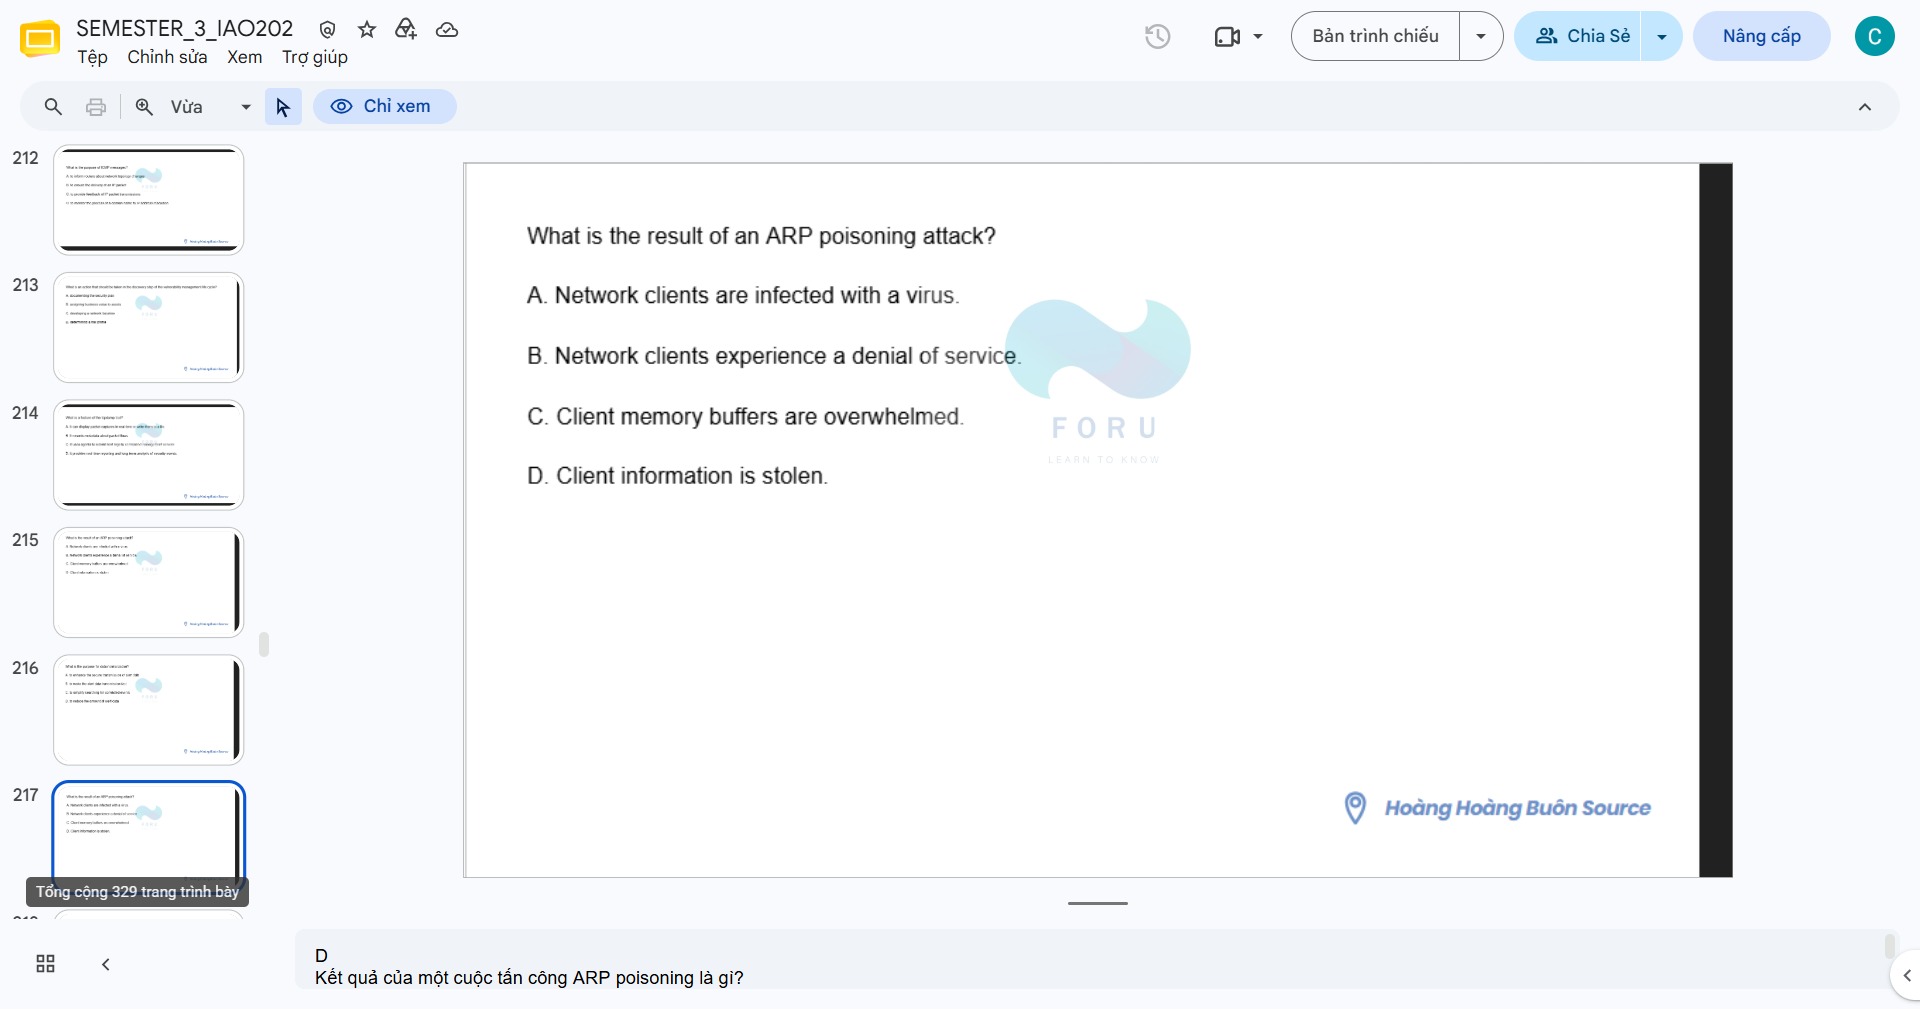 SEMESTER_3_IAO202
Tệp Chỉnh sửa Xem Trợ giúp
Bản trình chiếu
Chia Sẻ
Nâng cấp
C
Vừa
Chỉ xem
212
213
214
215
216
217
Tổng cộng 329 trang trình bày
What is the result of an ARP poisoning attack?
A. Network clients are infected with a virus.
B. Network clients experience a denial of service.
C. Client memory buffers are overwhelmed.
D. Client information is stolen.
FORU
LEARN TO KNOW
Hoàng Hoàng Buôn Source
D
Kết quả của một cuộc tấn công ARP poisoning là gì?